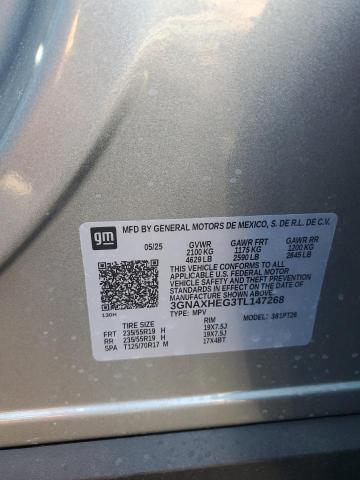 gm
MFD BY GENERAL MOTORS DE MEXICO, S. DE R.L. DE C.V.
05/25 GVWR GAWR FRT GAWR RR
2100 KG 1175 KG 1200 KG
4629 LB 2590 LB 2645 LB
THIS VEHICLE CONFORMS TO ALL
APPLICABLE U.S. FEDERAL MOTOR
VEHICLE SAFETY, BUMPER, AND THEFT
PREVENTION STANDARDS IN EFFECT ON
THE DATE OF MANUFACTURE SHOWN ABOVE.
3GNAXHEG3TL147268
TYPE: MPV MODEL: 381PT26
130H
RIM
FRT 235/55R19 H 19X7.5J
RR 235/55R19 H 19X7.5J
SPA T125/70R17 M 17X4BT